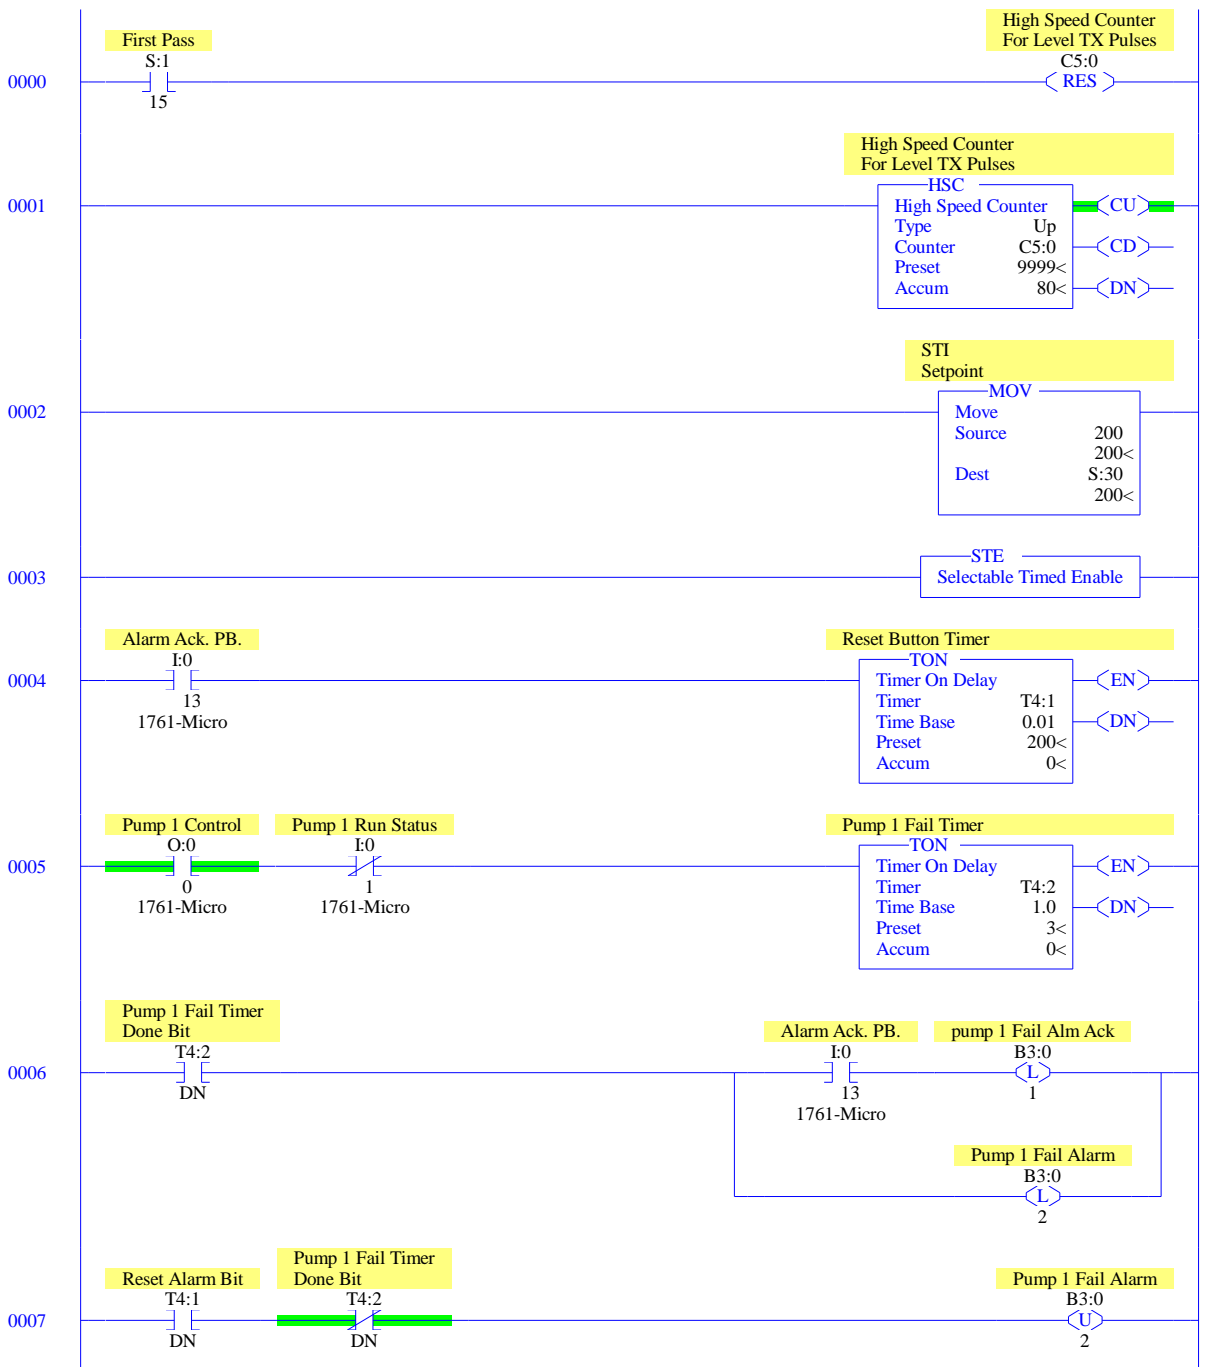 First Pass
S:1
15
High Speed Counter
For Level TX Pulses
C5:0
RES
0000
High Speed Counter
For Level TX Pulses
HSC
0001
High Speed Counter
CU
Type Up
Counter C5:0
CD
Preset 9999<
Accum 80<
DN
STI
Setpoint
MOV
0002
Move
Source 200
200<
Dest S:30
200<
STE
0003
Selectable Timed Enable
Alarm Ack. PB.
I:0
13
1761-Micro
Reset Button Timer
TON
0004
Timer On Delay
EN
Timer T4:1
Time Base 0.01
DN
Preset 200<
Accum 0<
Pump 1 Control
O:0
0
1761-Micro
Pump 1 Run Status
I:0
1
1761-Micro
Pump 1 Fail Timer
TON
0005
Timer On Delay
EN
Timer T4:2
Time Base 1.0
DN
Preset 3<
Accum 0<
Pump 1 Fail Timer
Done Bit
T4:2
DN
0006
Alarm Ack. PB.
I:0
13
1761-Micro
pump 1 Fail Alm Ack
B3:0
L
1
Pump 1 Fail Alarm
B3:0
L
2
Reset Alarm Bit
T4:1
DN
Pump 1 Fail Timer
Done Bit
T4:2
DN
0007
Pump 1 Fail Alarm
B3:0
U
2